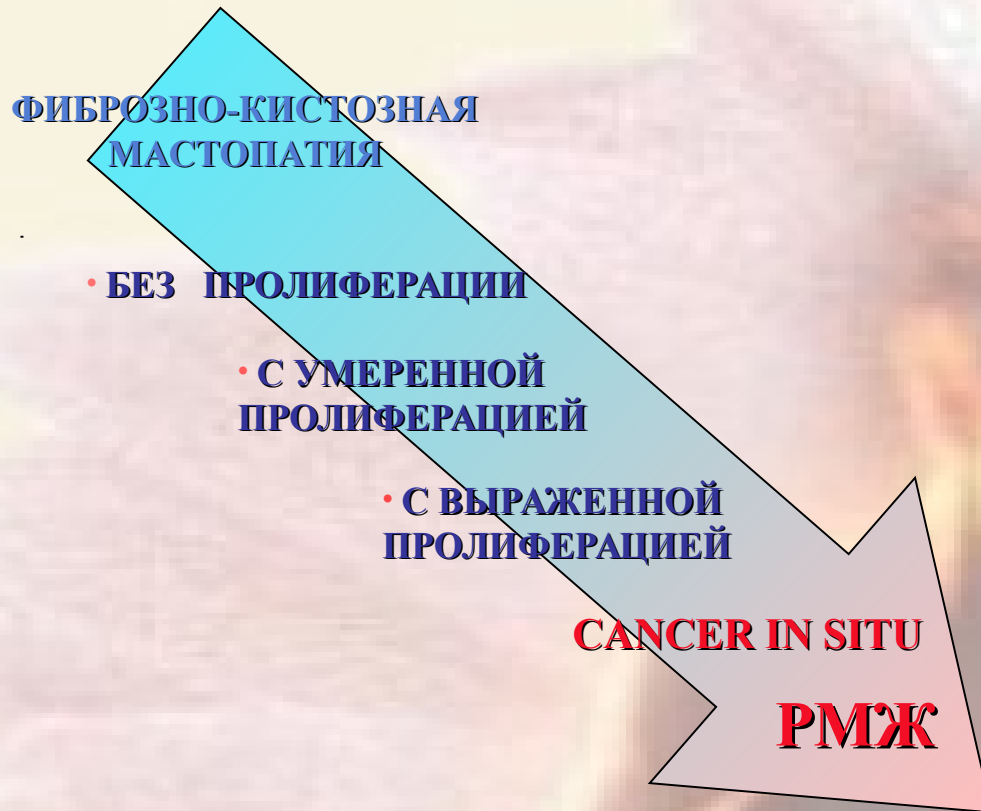 ФИБРОЗНО-КИСТОЗНАЯ
МАСТОПАТИЯ
.
• БЕЗ ПРОЛИФЕРАЦИИ
• С УМЕРЕННОЙ
ПРОЛИФЕРАЦИЕЙ
• С ВЫРАЖЕННОЙ
ПРОЛИФЕРАЦИЕЙ
CANCER IN SITU
РМЖ